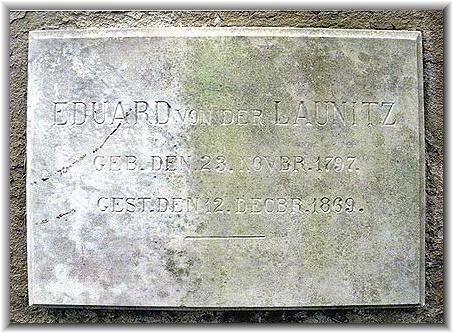 EDUARD VON DER LAUNITZ
GEB. DEN 23. NOVBR. 1797.
GEST. DEN 12. DECBR. 1869.